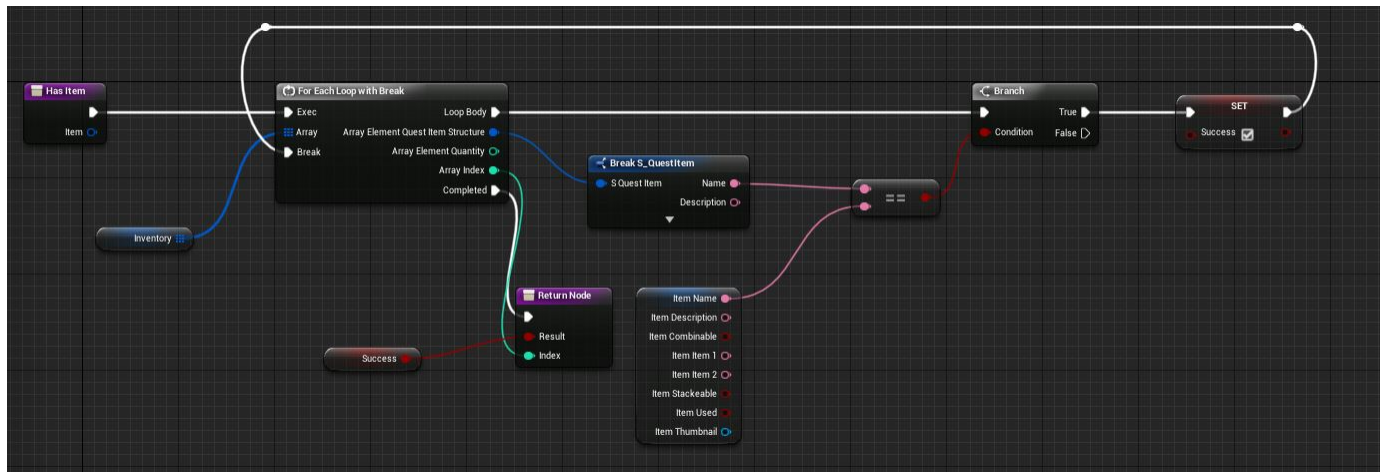 Has Item
Item
For Each Loop with Break
Exec
Loop Body
Array
Array Element Quest Item Structure
Break
Array Element Quantity
Array Index
Completed
Inventory
Break S_QuestItem
S Quest Item
Name
Description
==
Branch
True
Condition
False
SET
Success
Return Node
Result
Index
Success
Item Name
Item Description
Item Combinable
Item Item 1
Item Item 2
Item Stackeable
Item Used
Item Thumbnail